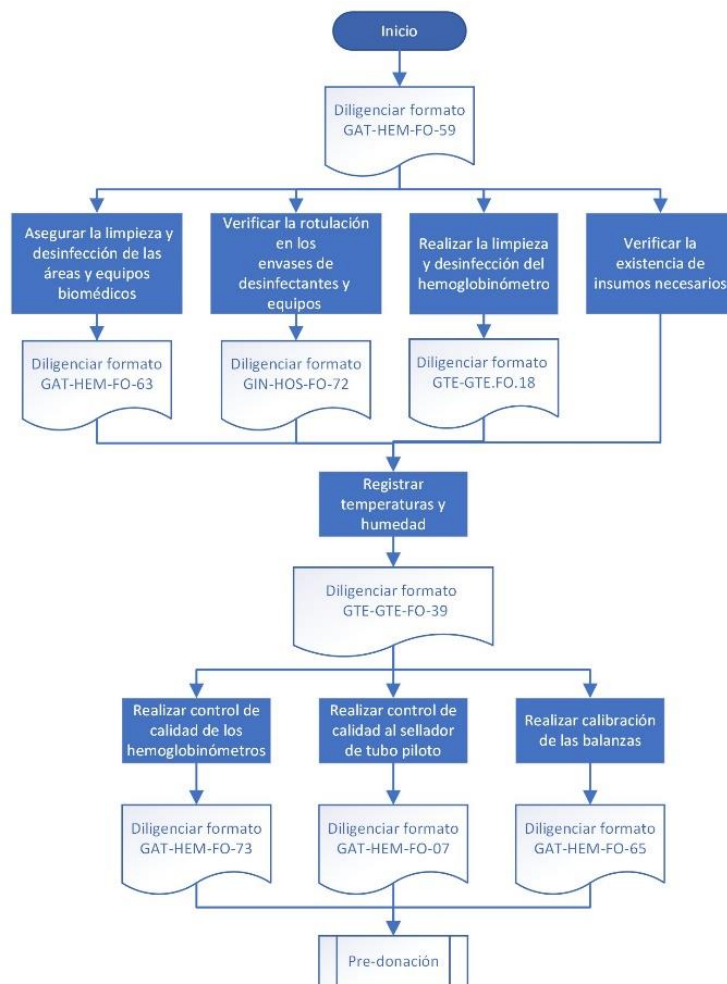 Inicio
Diligenciar formato
GAT-HEM-FO-59
Asegurar la limpieza y
desinfección de las
áreas y equipos
biomédicos
Verificar la rotulación
en los
envases de
desinfectantes y
equipos
Realizar la limpieza
y desinfección del
hemoglobinómetro
Verificar la
existencia de
insumos necesarios
Diligenciar formato
GAT-HEM-FO-63
Diligenciar formato
GIN-HOS-FO-72
Diligenciar formato
GTE-GTE.FO.18
Registrar
temperaturas y
humedad
Diligenciar formato
GTE-GTE-FO-39
Realizar control de
calidad de los
hemoglobinómetros
Realizar control de
calidad al sellador
de tubo piloto
Realizar calibración
de las balanzas
Diligenciar formato
GAT-HEM-FO-73
Diligenciar formato
GAT-HEM-FO-07
Diligenciar formato
GAT-HEM-FO-65
Pre-donación